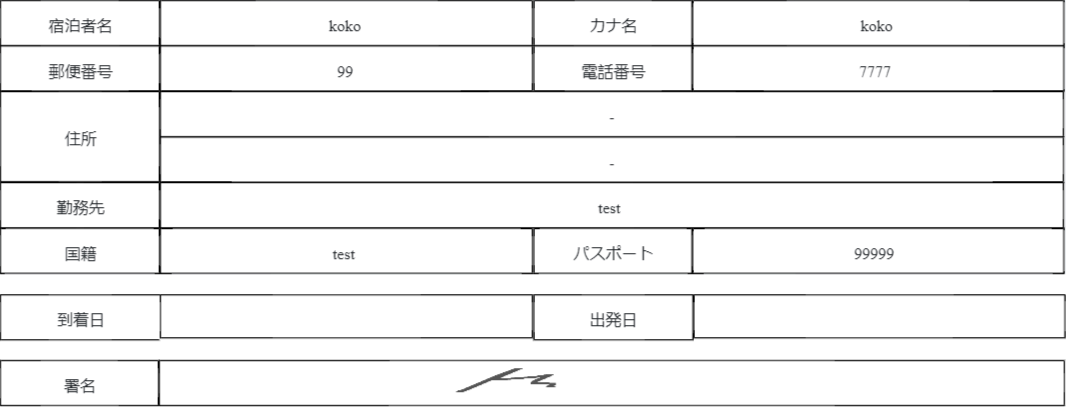 宿泊者名 koko カナ名 koko
郵便番号 99 電話番号 7777
住所 -
-
勤務先 test
国籍 test パスポート 99999
到着日 出発日
署名